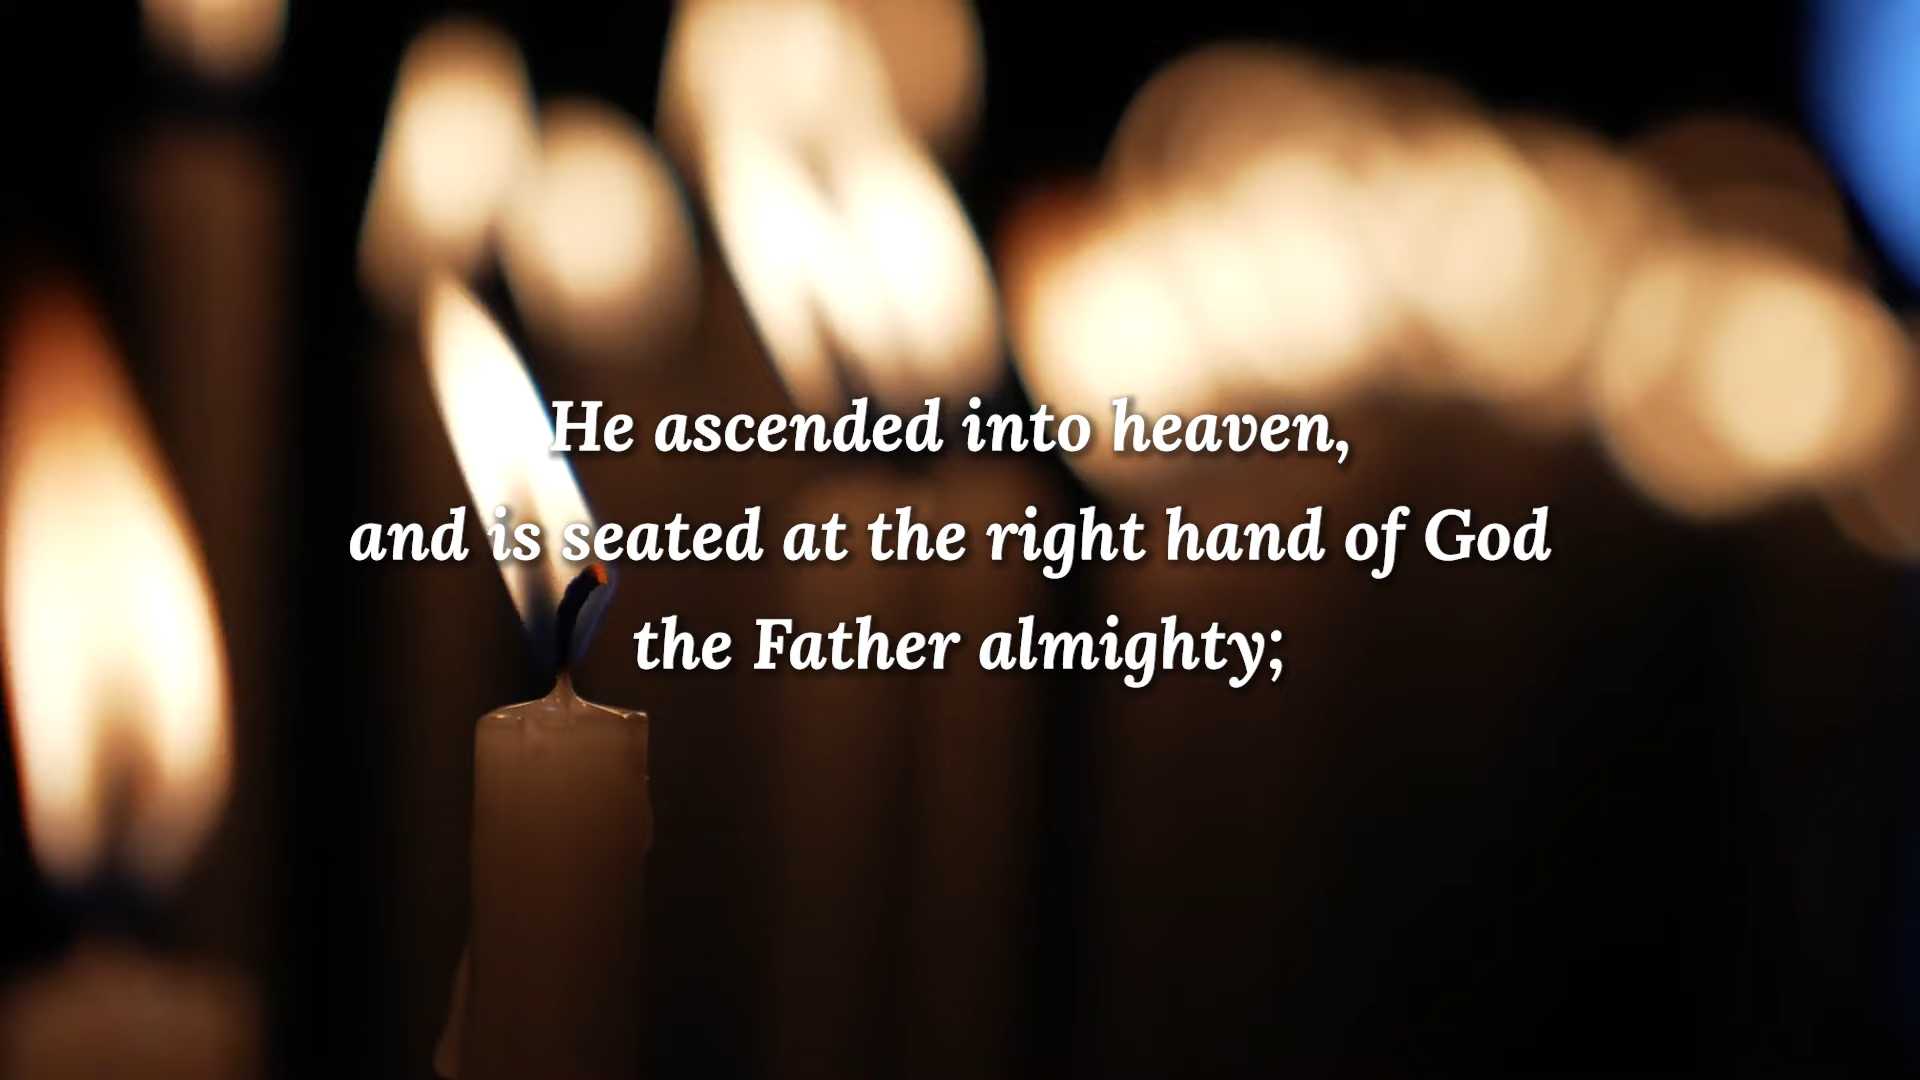 He ascended into heaven,
and is seated at the right hand of God
the Father almighty;